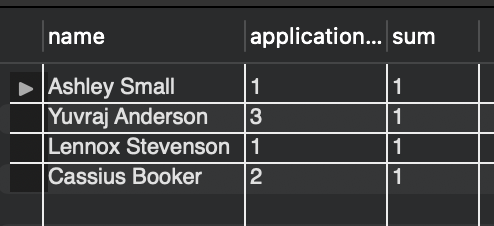 name application... sum
Ashley Small 1 1
Yuvraj Anderson 3 1
Lennox Stevenson 1 1
Cassius Booker 2 1